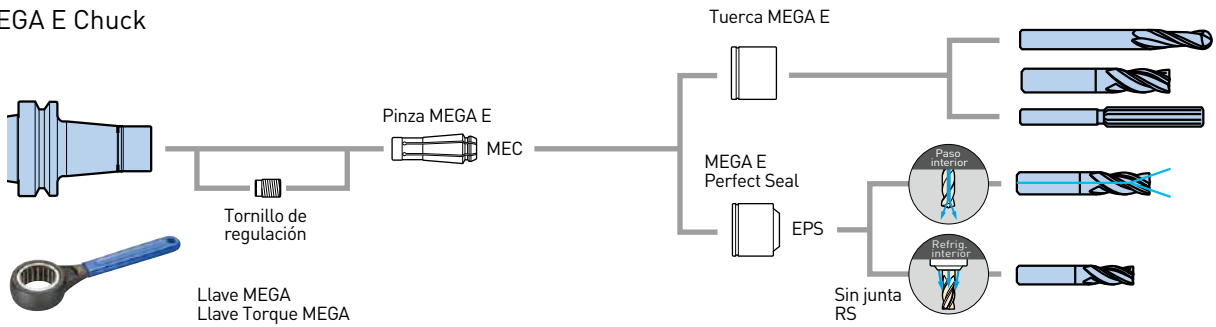 EGA E Chuck
Tuerca MEGA E
Pinza MEGA E
MEC
Tornillo de
regulación
MEGA E
Perfect Seal
EPS
Paso
interior
Refrig.
interior
Sin junta
RS
Llave MEGA
Llave Torque MEGA